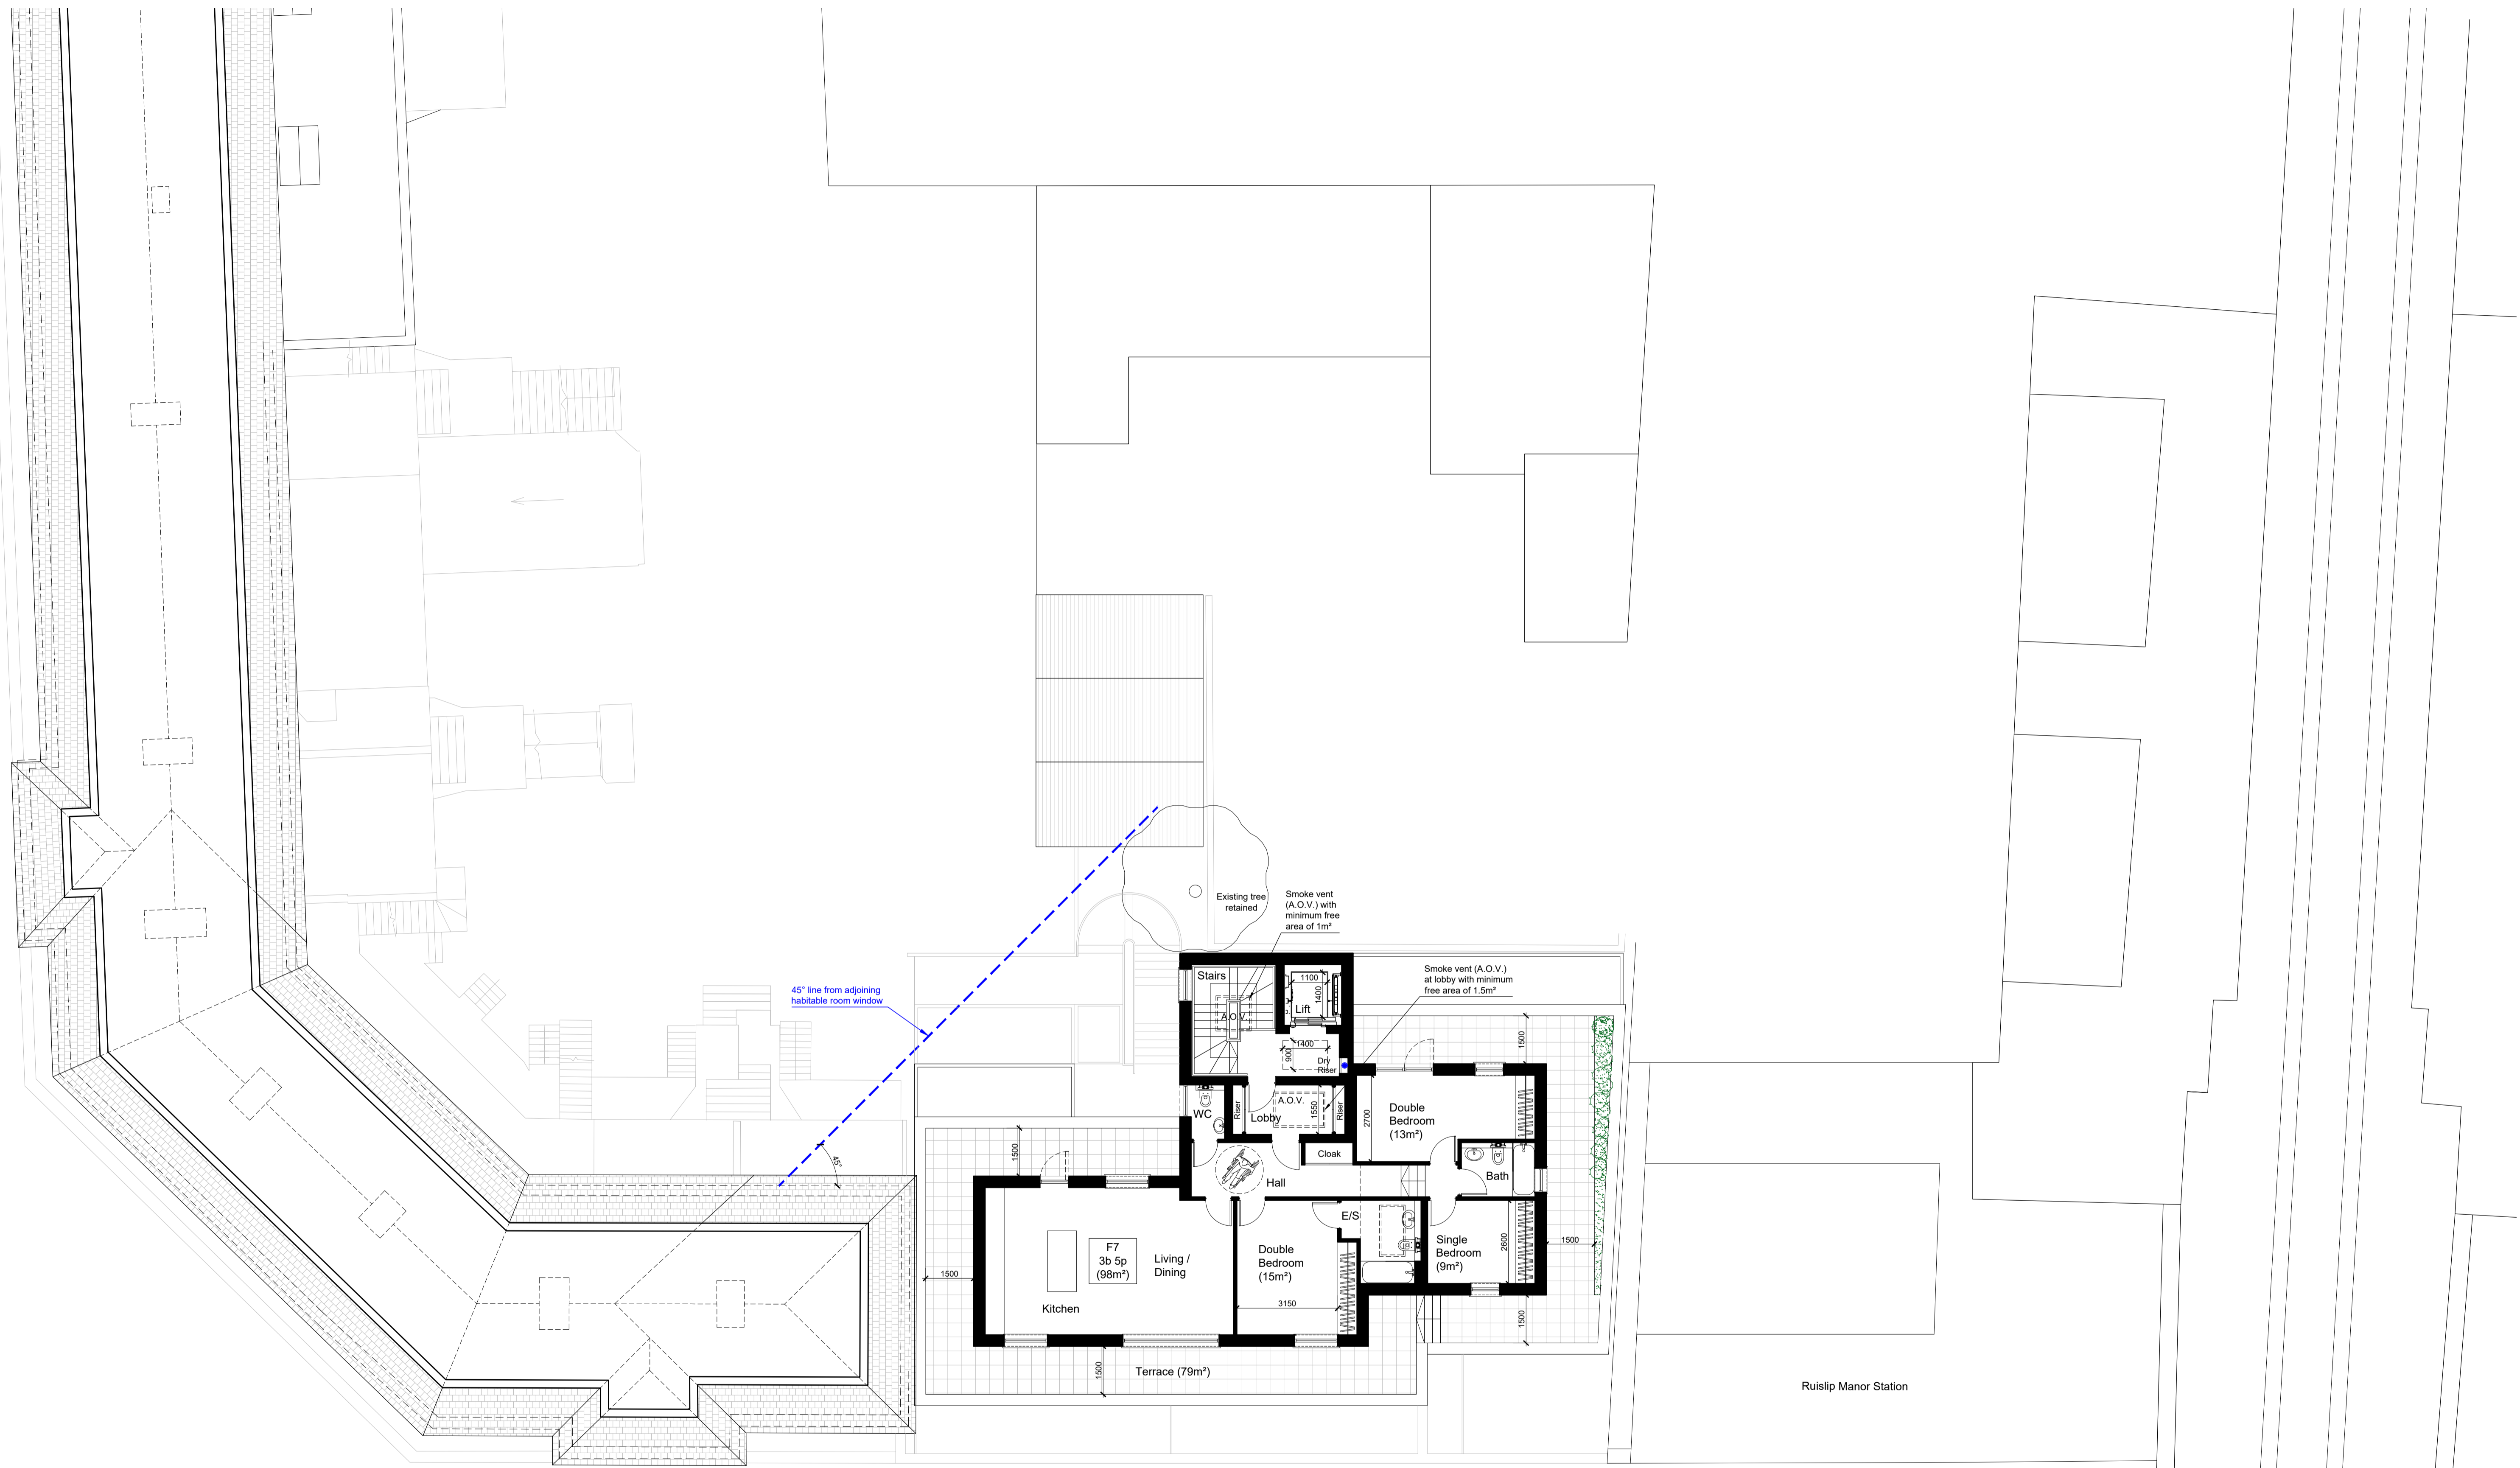 Existing tree
retained
Smoke vent
(A.O.V.) with
minimum free
area of 1m²
45° line from adjoining
habitable room window
45°
Smoke vent (A.O.V.)
at lobby with minimum
free area of 1.5m²
Stairs
A.O.V.
1100
1400
Lift
1400
900
Dry
Riser
1500
WC
Riser
Lobby
A.O.V.
1550
Riser
2700
Double
Bedroom
(13m²)
Cloak
Hall
Bath
1500
1500
F7
3b 5p
(98m²)
Living /
Dining
Kitchen
Double
Bedroom
(15m²)
3150
E/S
Single
Bedroom
(9m²)
2600
1500
1500
1500
Terrace (79m²)
Ruislip Manor Station